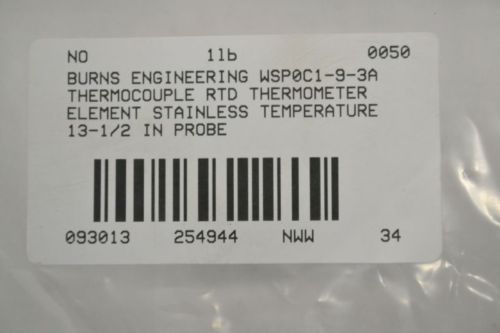 NO 1lb 0050
BURNS ENGINEERING WSP0C1-9-3A
THERMOCOUPLE RTD THERMOMETER
ELEMENT STAINLESS TEMPERATURE
13-1/2 IN PROBE
093013 254944 NWW 34